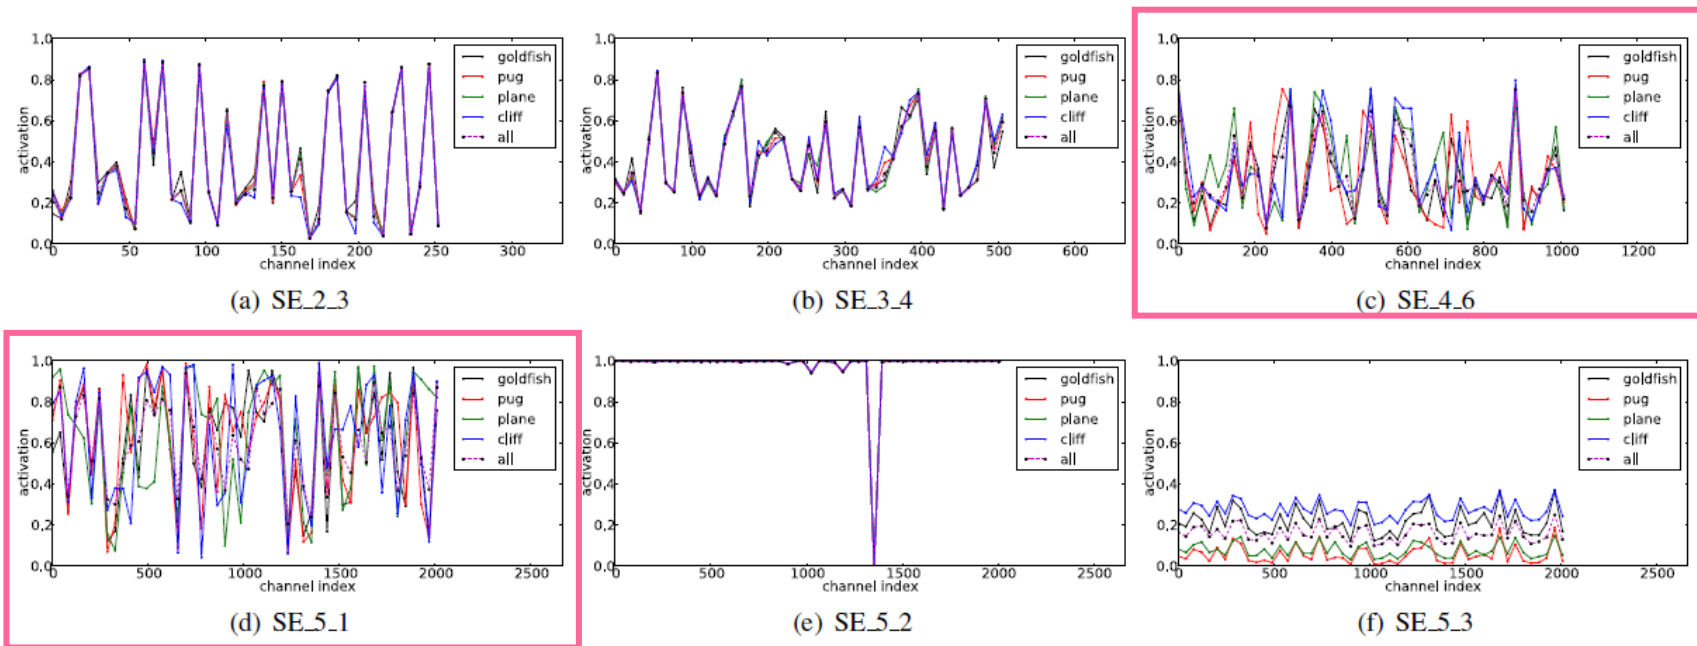 1.0
0.8
0.6
0.4
0.2
0.0
activation
0 50 100 150 200 250 300
channel index
goldfish
pug
plane
cliff
all
(a) SE_2_3
1.0
0.8
0.6
0.4
0.2
0.0
activation
0 100 200 300 400 500 600
channel index
goldfish
pug
plane
cliff
all
(b) SE_3_4
1.0
0.8
0.6
0.4
0.2
0.0
activation
0 200 400 600 800 1000 1200
channel index
goldfish
pug
plane
cliff
all
(c) SE_4_6
1.0
0.8
0.6
0.4
0.2
0.0
activation
0 500 1000 1500 2000 2500
channel index
goldfish
pug
plane
cliff
all
(d) SE_5_1
1.0
0.8
0.6
0.4
0.2
0.0
activation
0 500 1000 1500 2000 2500
channel index
goldfish
pug
plane
cliff
all
(e) SE_5_2
1.0
0.8
0.6
0.4
0.2
0.0
activation
0 500 1000 1500 2000 2500
channel index
goldfish
pug
plane
cliff
all
(f) SE_5_3